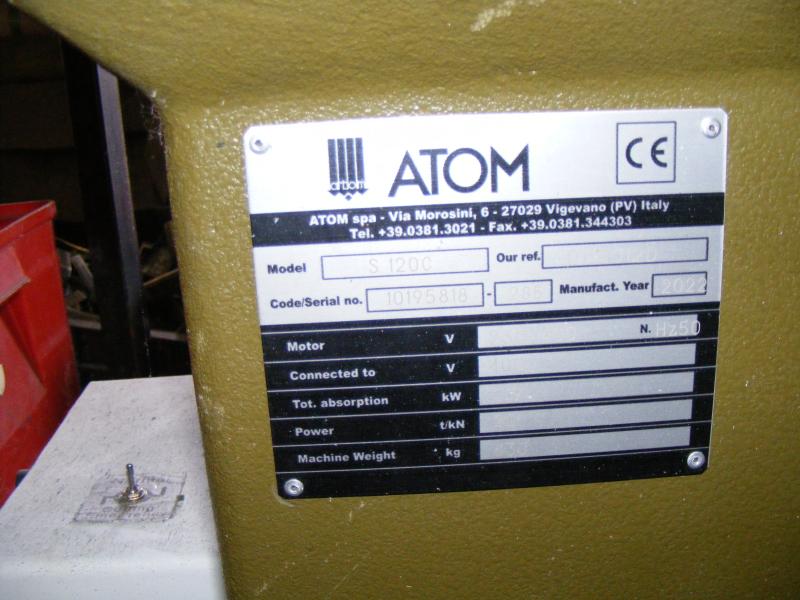 atom
ATOM
CE
ATOM spa - Via Morosini, 6 - 27029 Vigevano (PV) Italy
Tel. +39.0381.3021 - Fax. +39.0381.344303
Model S 120C Our ref.
Code/Serial no. 10195818 - Manufact. Year 2022
Motor V N. Hz50
Connected to V
Tot. absorption kW
Power t/kN
Machine Weight kg